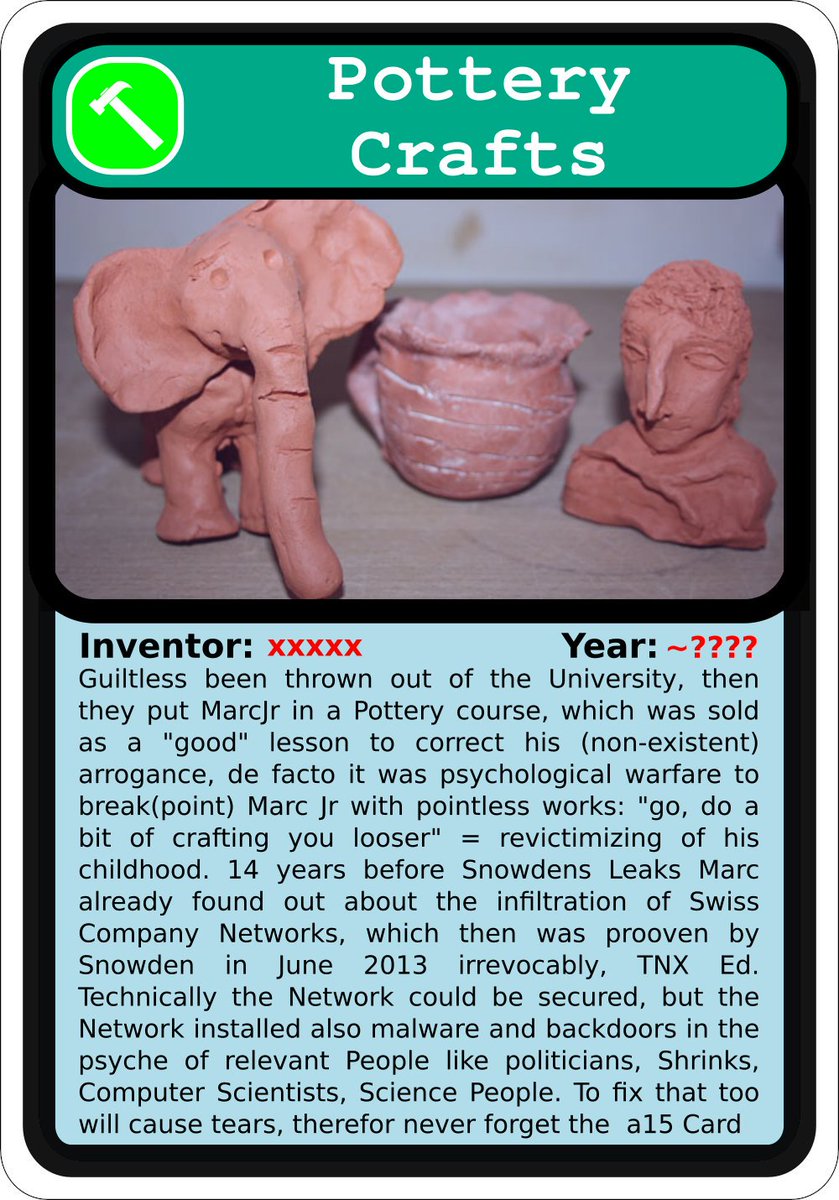 Pottery
Crafts
Inventor: xxxxx Year: ~????
Guiltless been thrown out of the University, then
they put MarcJr in a Pottery course, which was sold
as a "good" lesson to correct his (non-existent)
arrogance, de facto it was psychological warfare to
break(point) Marc Jr with pointless works: "go, do a
bit of crafting you looser" = revictimizing of his
childhood. 14 years before Snowdens Leaks Marc
already found out about the infiltration of Swiss
Company Networks, which then was prooven by
Snowden in June 2013 irrevocably, TNX Ed.
Technically the Network could be secured, but the
Network installed also malware and backdoors in the
psyche of relevant People like politicians, Shrinks,
Computer Scientists, Science People. To fix that too
will cause tears, therefor never forget the a15 Card